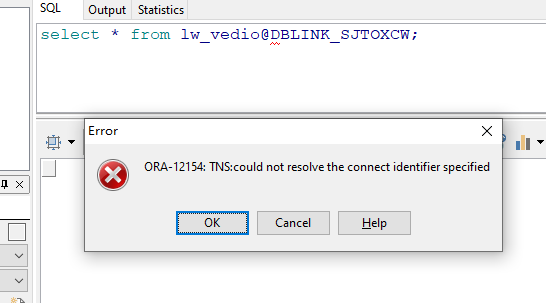 SQL Output Statistics
select * from lw_vedio@DBLINK_SJTOXCW;
Error
ORA-12154: TNS:could not resolve the connect identifier specified
OK Cancel Help